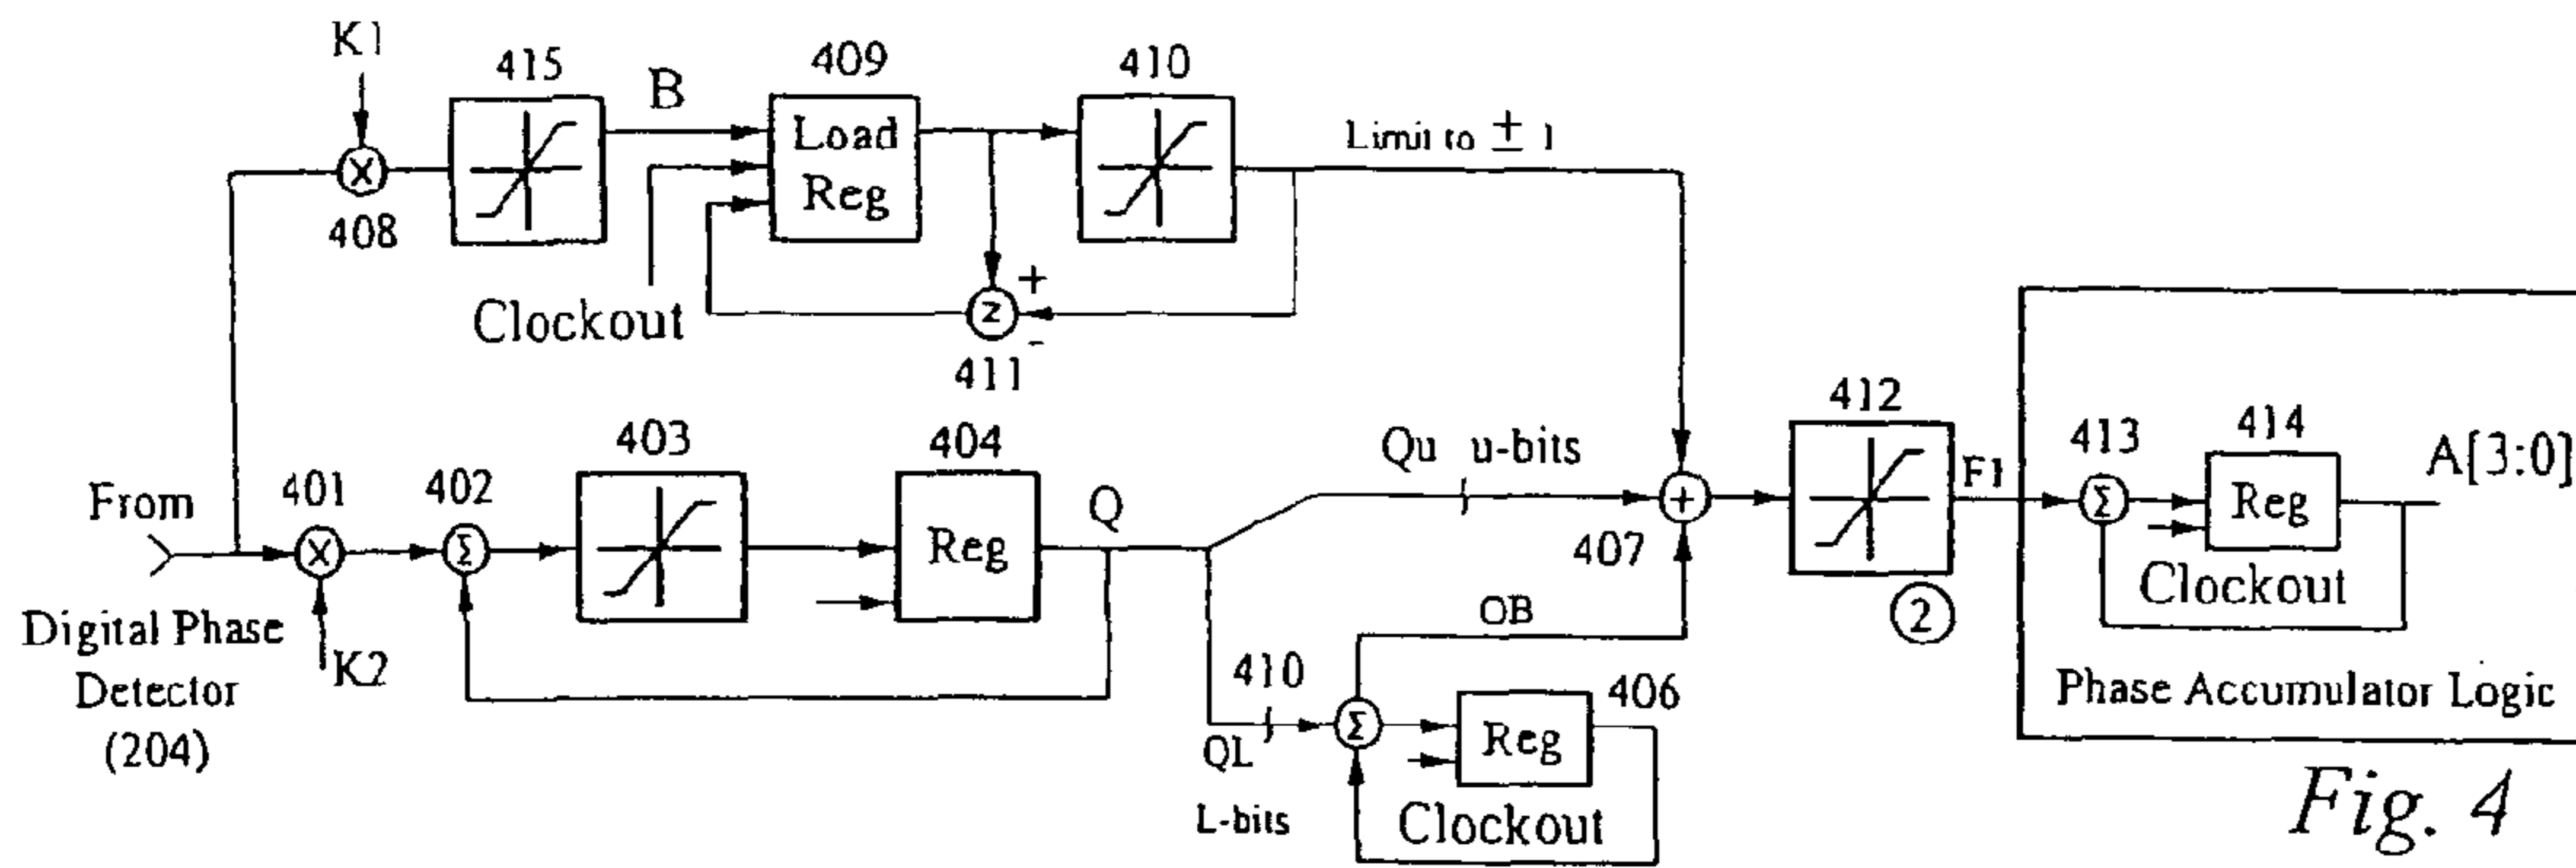 K1
415
B
409
410
Load
Reg
Limit to ± 1
X
408
Clockout
Z
+
-
411
From
401
402
403
404
X
Σ
Reg
Q
Qu u-bits
+
407
412
F1
413
414
Σ
Reg
A[3:0]
Clockout
2
Digital Phase
Detector
(204)
K2
OB
410
QL
L-bits
Σ
Reg
406
Clockout
Phase Accumulator Logic
Fig. 4